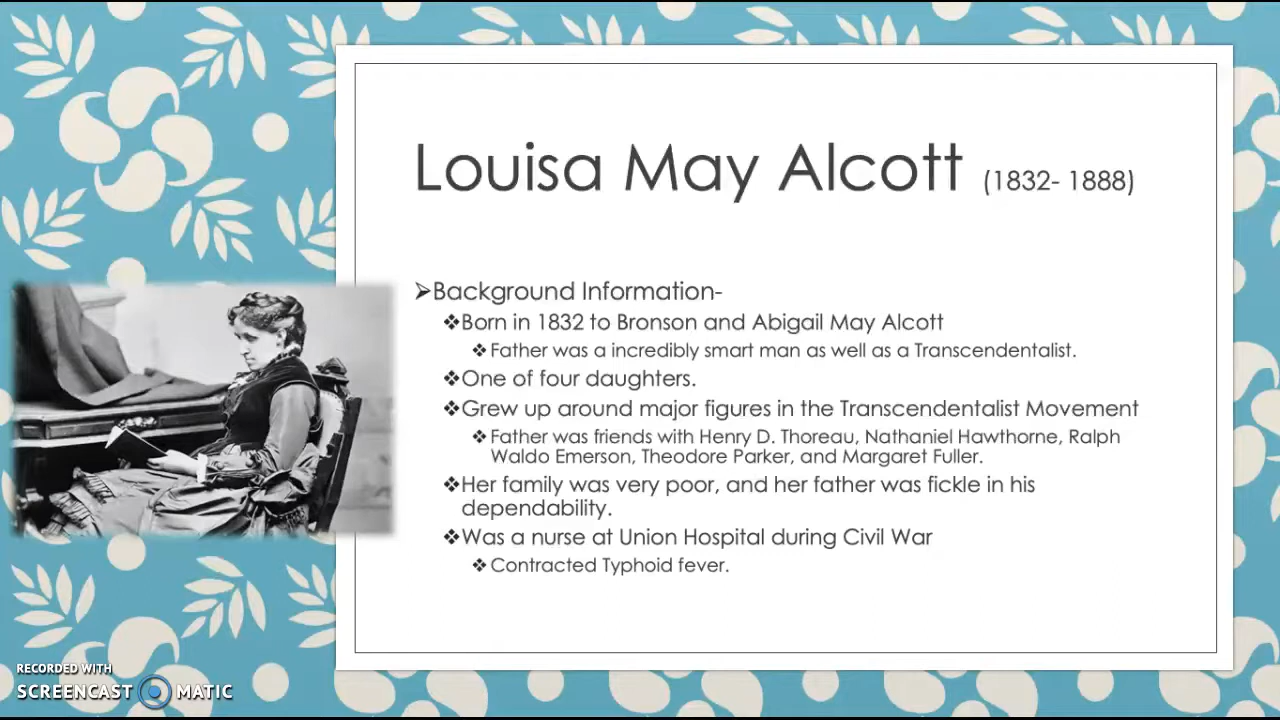 Louisa May Alcott (1832- 1888)
➢Background Information-
❖Born in 1832 to Bronson and Abigail May Alcott
❖Father was a incredibly smart man as well as a Transcendentalist.
❖One of four daughters.
❖Grew up around major figures in the Transcendentalist Movement
❖Father was friends with Henry D. Thoreau, Nathaniel Hawthorne, Ralph
Waldo Emerson, Theodore Parker, and Margaret Fuller.
❖Her family was very poor, and her father was fickle in his
dependability.
❖Was a nurse at Union Hospital during Civil War
❖Contracted Typhoid fever.
RECORDED WITH
SCREENCAST MATIC